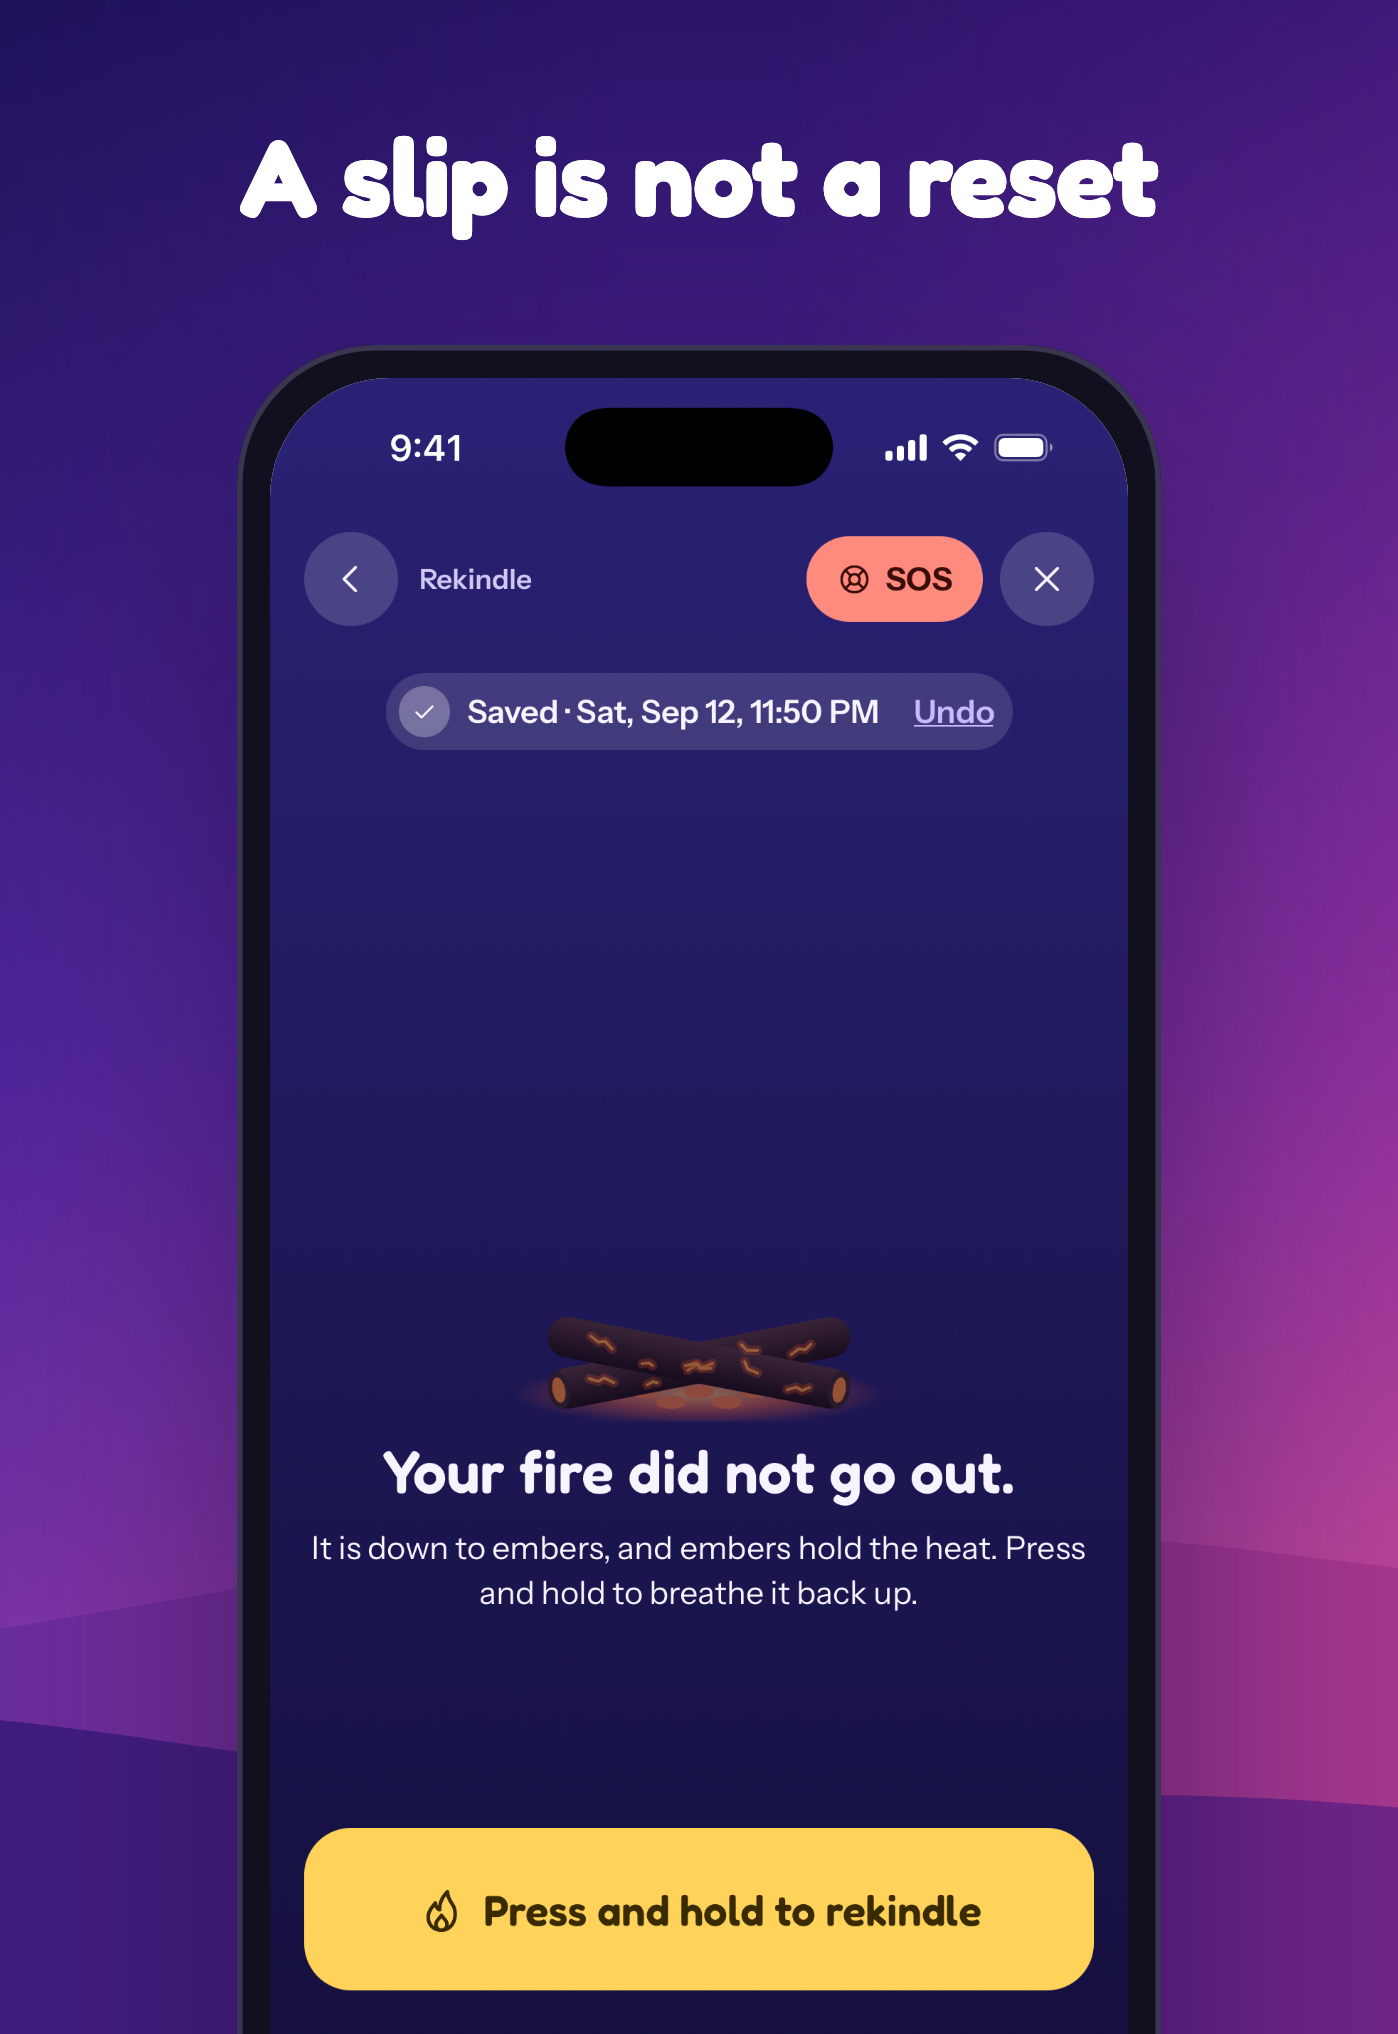 A slip is not a reset
9:41
Rekindle
SOS
Saved · Sat, Sep 12, 11:50 PM Undo
Your fire did not go out.
It is down to embers, and embers hold the heat. Press
and hold to breathe it back up.
Press and hold to rekindle